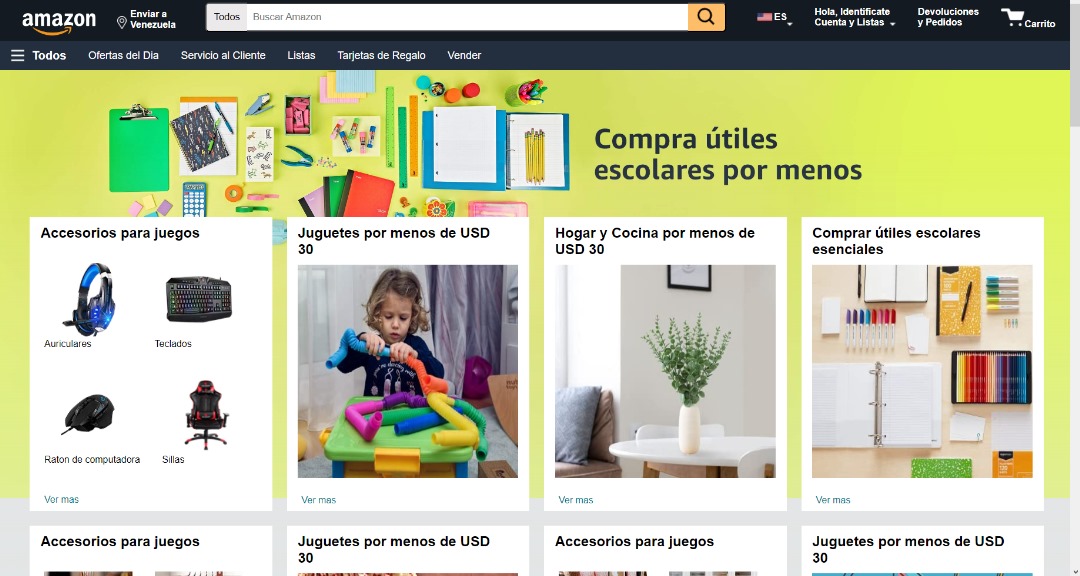 amazon
Enviar a
Venezuela
Todos
Buscar Amazon
ES
Hola, Identificate
Cuenta y Listas
Devoluciones
y Pedidos
Carrito
Todos
Ofertas del Dia
Servicio al Cliente
Listas
Tarjetas de Regalo
Vender
Compra útiles
escolares por menos
Accesorios para juegos
Auriculares
Teclados
Raton de computadora
Sillas
Ver mas
Juguetes por menos de USD
30
Ver mas
Hogar y Cocina por menos de
USD 30
Ver mas
Comprar útiles escolares
esenciales
Ver mas
Accesorios para juegos
Juguetes por menos de USD
30
Accesorios para juegos
Juguetes por menos de USD
30